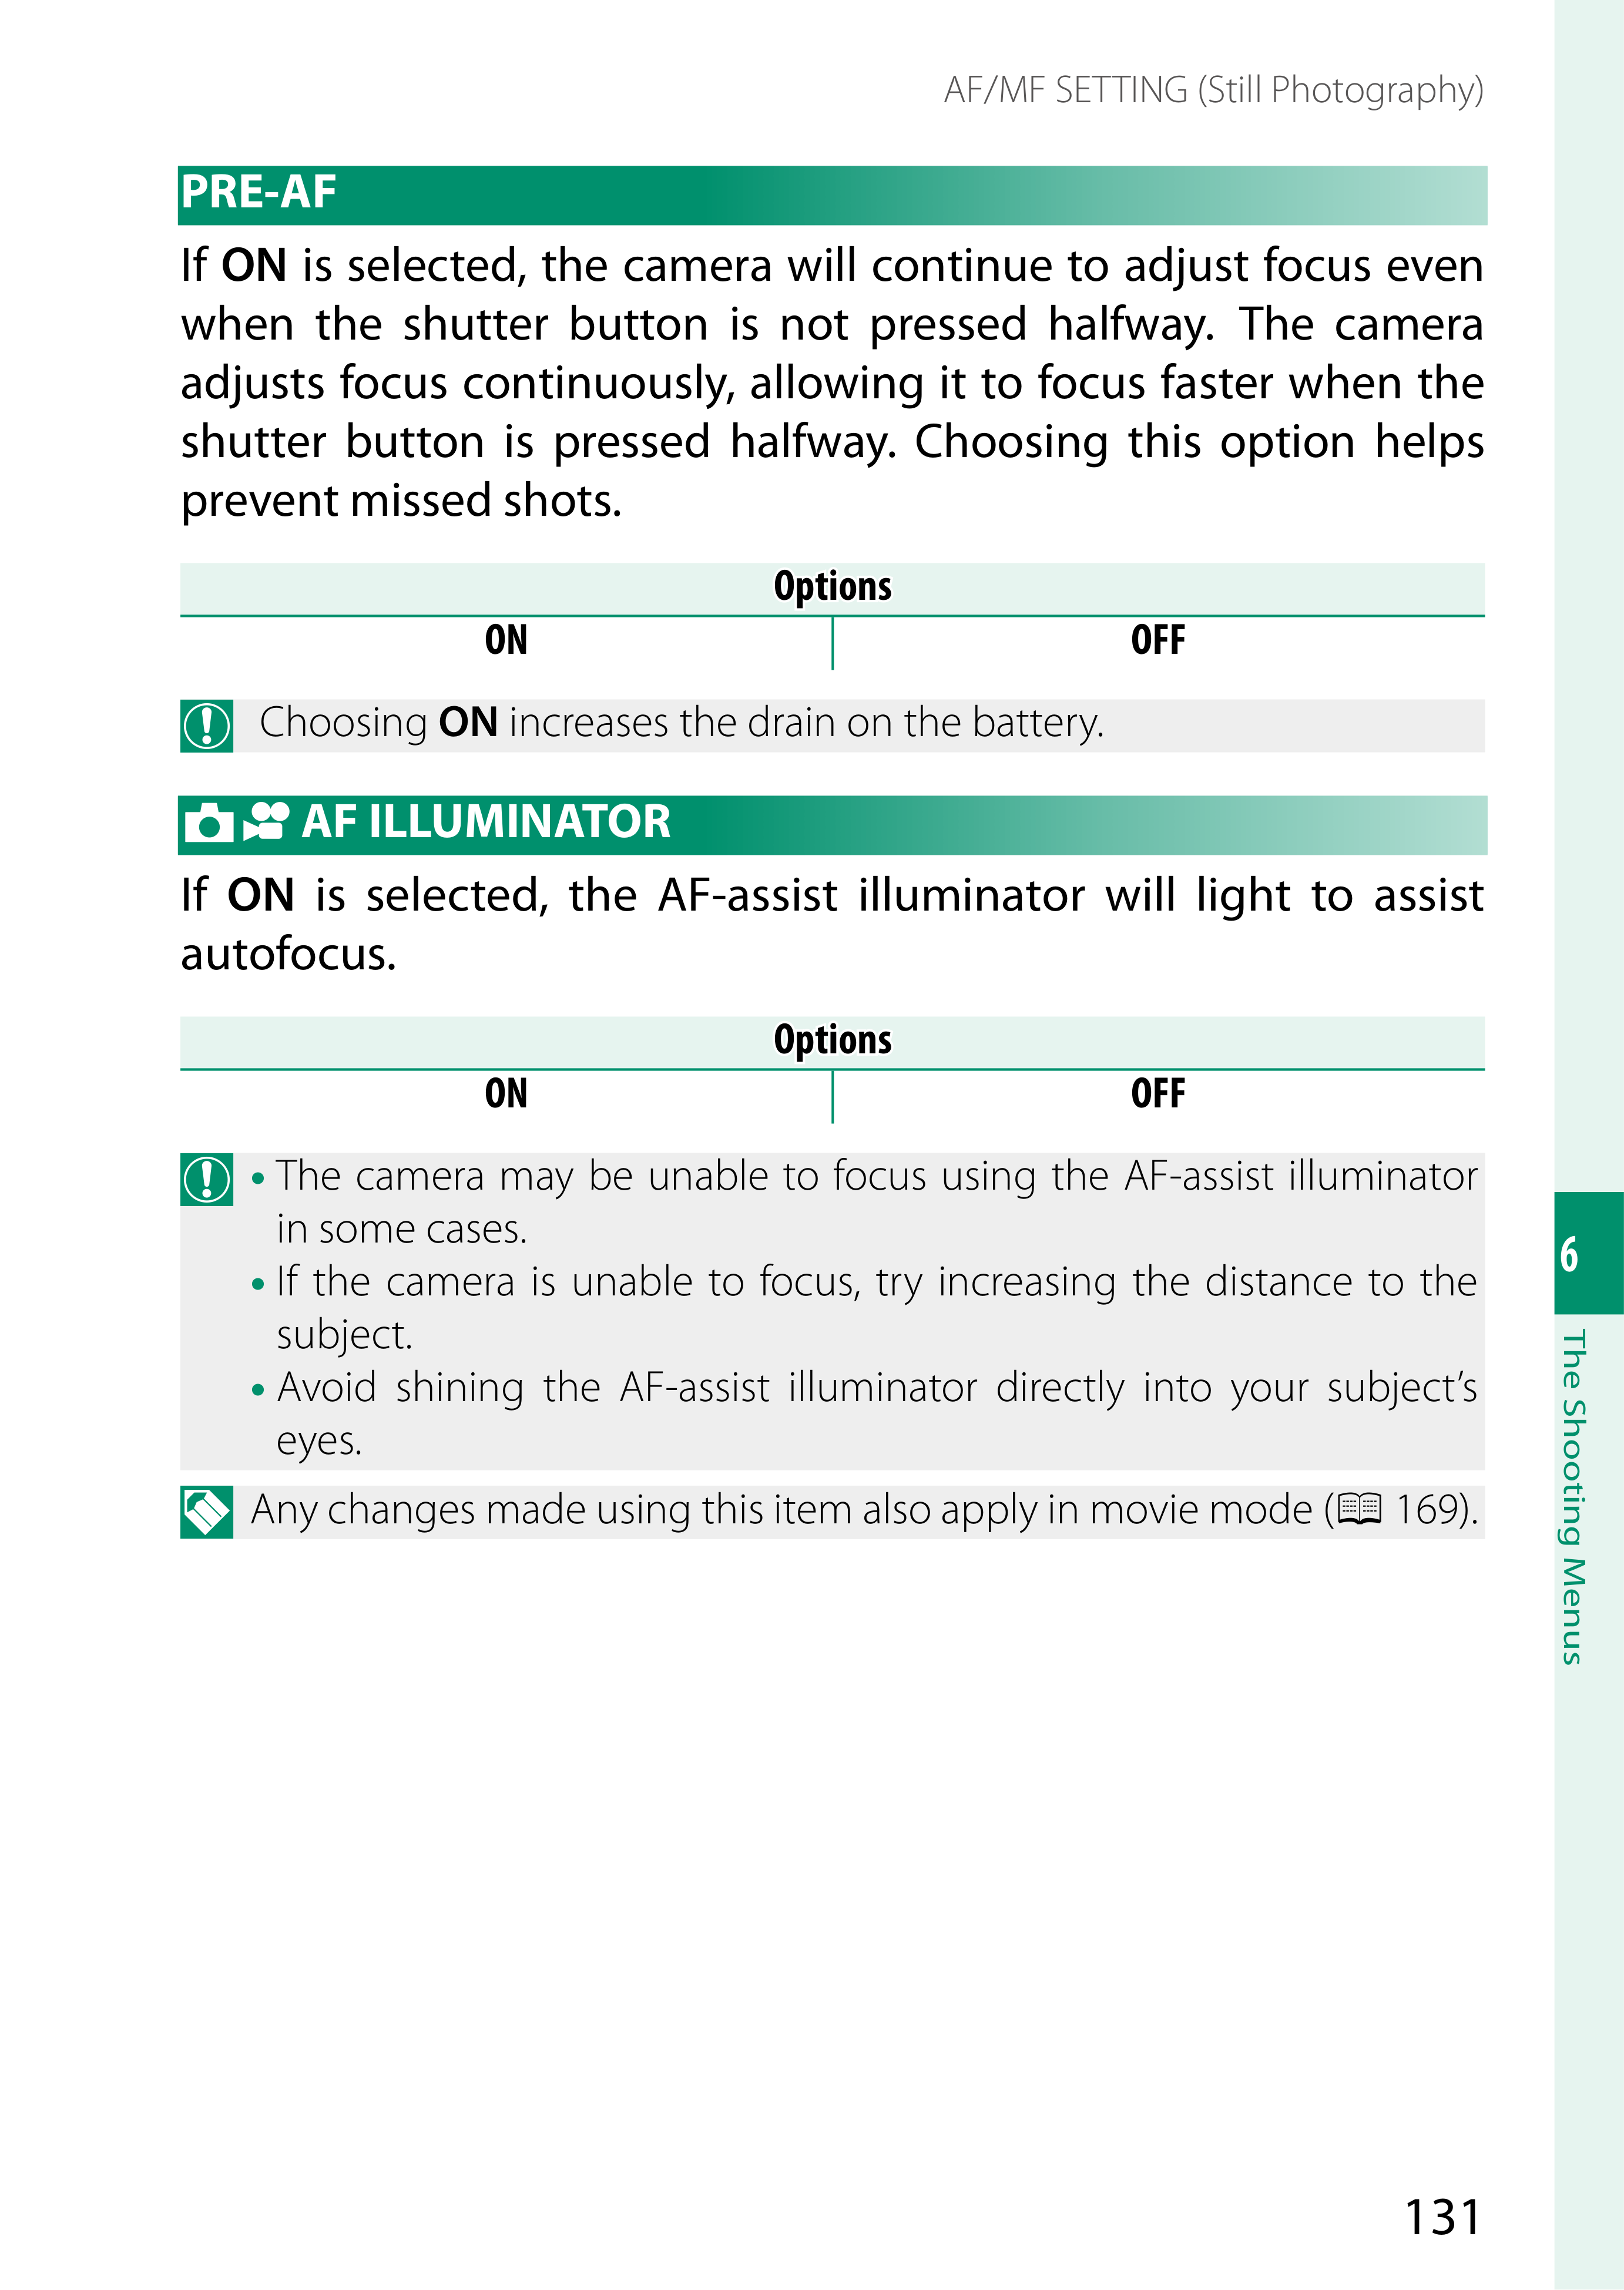 AF/MF SETTING (Still Photography)
PRE-AF
If ON is selected, the camera will continue to adjust focus even
when the shutter button is not pressed halfway. The camera
adjusts focus continuously, allowing it to focus faster when the
shutter button is pressed halfway. Choosing this option helps
prevent missed shots.
Options
ON OFF
Choosing ON increases the drain on the battery.
AF ILLUMINATOR
If ON is selected, the AF-assist illuminator will light to assist
autofocus.
Options
ON OFF
• The camera may be unable to focus using the AF-assist illuminator
in some cases.
• If the camera is unable to focus, try increasing the distance to the
subject.
• Avoid shining the AF-assist illuminator directly into your subject’s
eyes.
Any changes made using this item also apply in movie mode (📖 169).
6
The Shooting Menus
131